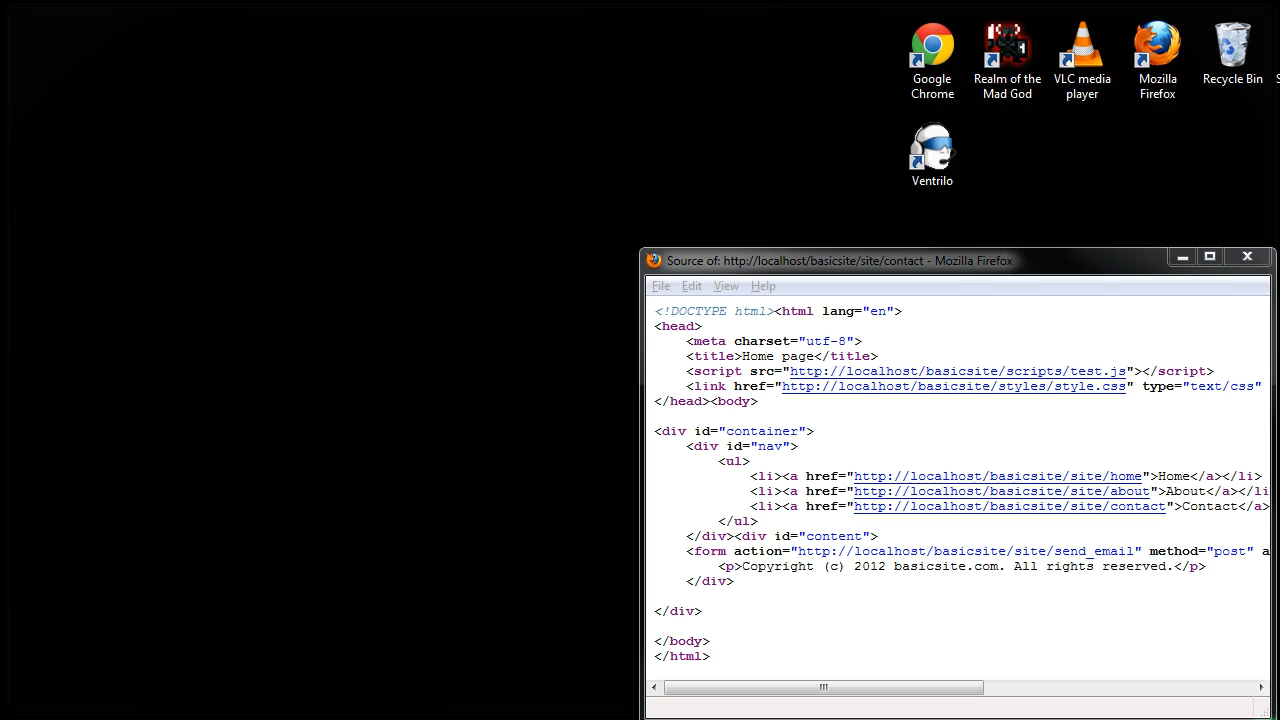 Google Chrome
Realm of the Mad God
VLC media player
Mozilla Firefox
Recycle Bin
Ventrilo
Source of: http://localhost/basicsite/site/contact - Mozilla Firefox
File Edit View Help
<!DOCTYPE html><html lang="en">
<head>
    <meta charset="utf-8">
    <title>Home page</title>
    <script src="http://localhost/basicsite/scripts/test.js"></script>
    <link href="http://localhost/basicsite/styles/style.css" type="text/css"
</head><body>
<div id="container">
    <div id="nav">
        <ul>
            <li><a href="http://localhost/basicsite/site/home">Home</a></li>
            <li><a href="http://localhost/basicsite/site/about">About</a></li
            <li><a href="http://localhost/basicsite/site/contact">Contact</a>
        </ul>
    </div><div id="content">
    <form action="http://localhost/basicsite/site/send_email" method="post" a
        <p>Copyright (c) 2012 basicsite.com. All rights reserved.</p>
    </div>
</div>
</body>
</html>